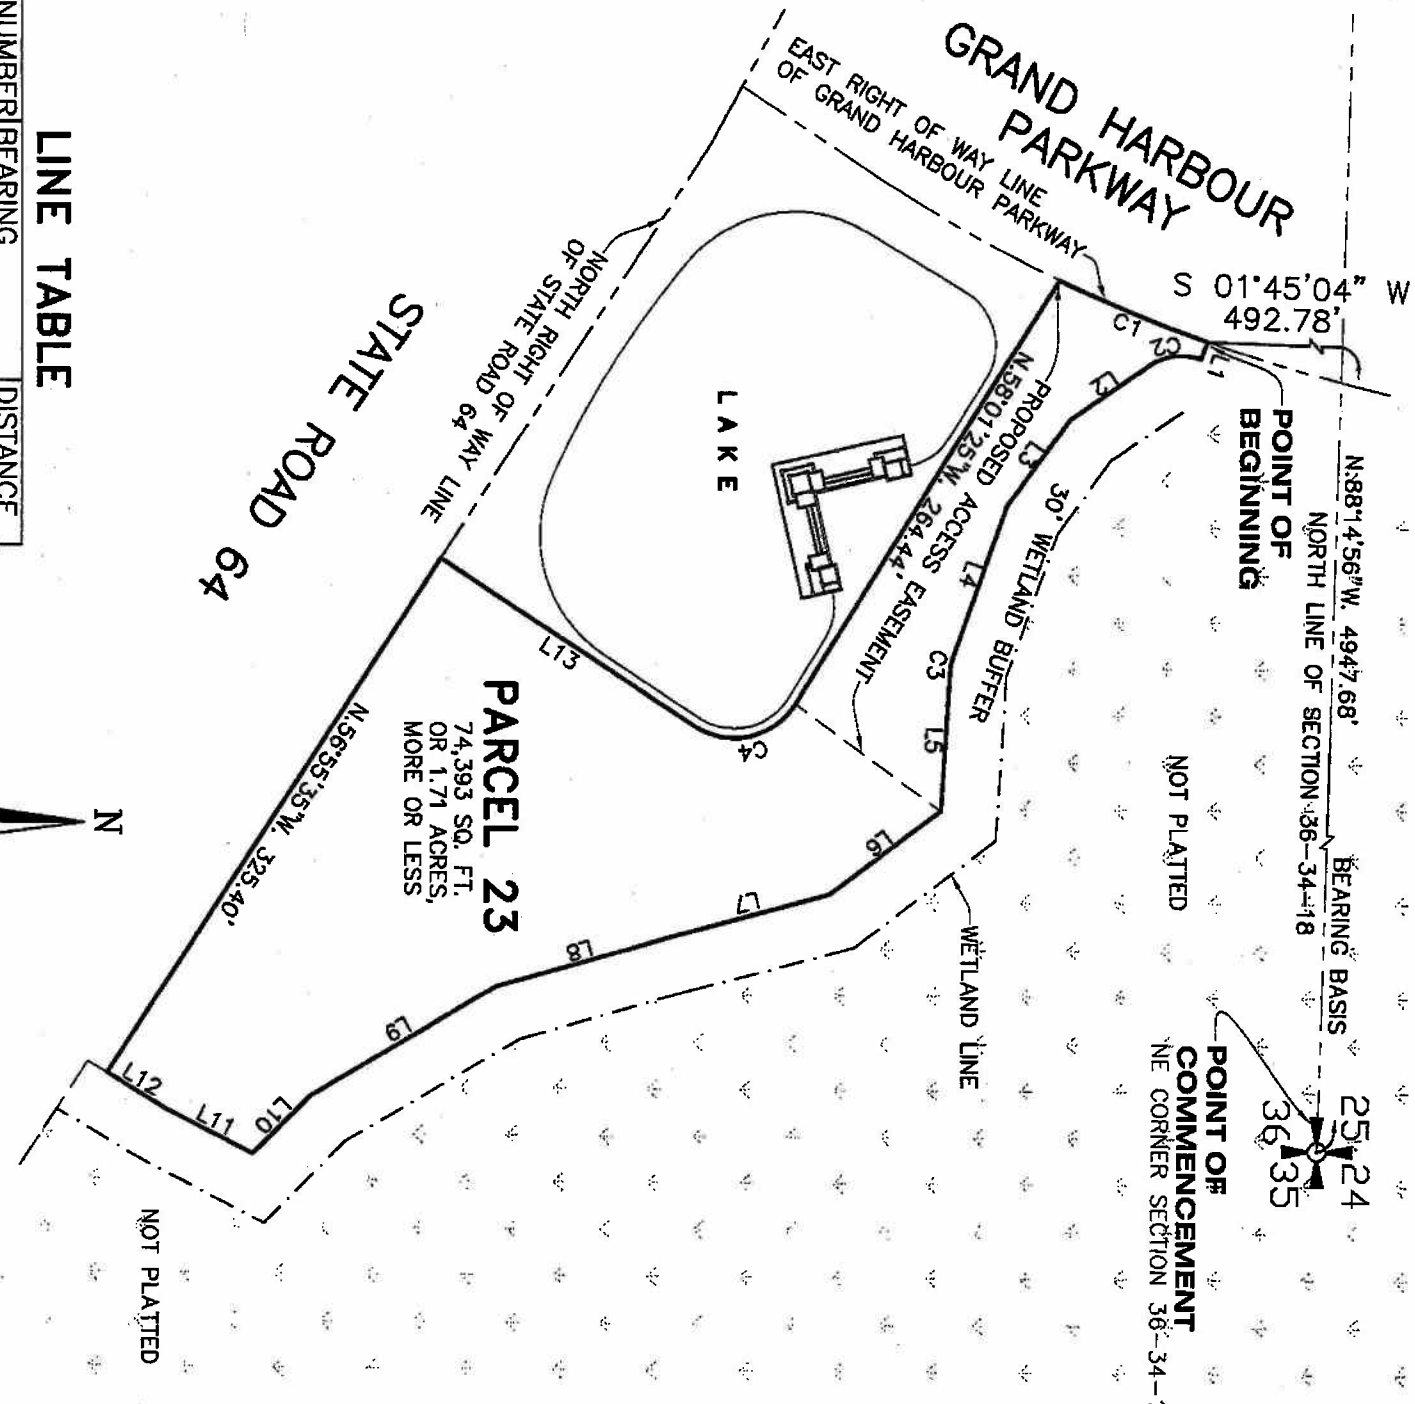 GRAND HARBOUR
PARKWAY
EAST RIGHT OF WAY LINE
OF GRAND HARBOUR PARKWAY
S 01°45'04" W
492.78'
N.88°14'56"W. 4947.68'
NORTH LINE OF SECTION 36-34-18
BEARING BASIS
25 24
36 35
POINT OF
COMMENCEMENT
NE CORNER SECTION 36-34-
POINT OF
BEGINNING
L1
C1
C2
L2
L3
L4
C3
L5
L6
L7
L8
L9
L10
L11
L12
L13
C4
N.58°01'25"W. 264.44'
PROPOSED ACCESS EASEMENT
30' WETLAND BUFFER
NOT PLATTED
WETLAND LINE
LAKE
NORTH RIGHT OF WAY LINE
OF STATE ROAD 64
STATE ROAD 64
PARCEL 23
74,393 SQ. FT.
OR 1.71 ACRES,
MORE OR LESS
N.56°55'35"W. 325.40'
NOT PLATTED
N
LINE TABLE
NUMBER BEARING DISTANCE